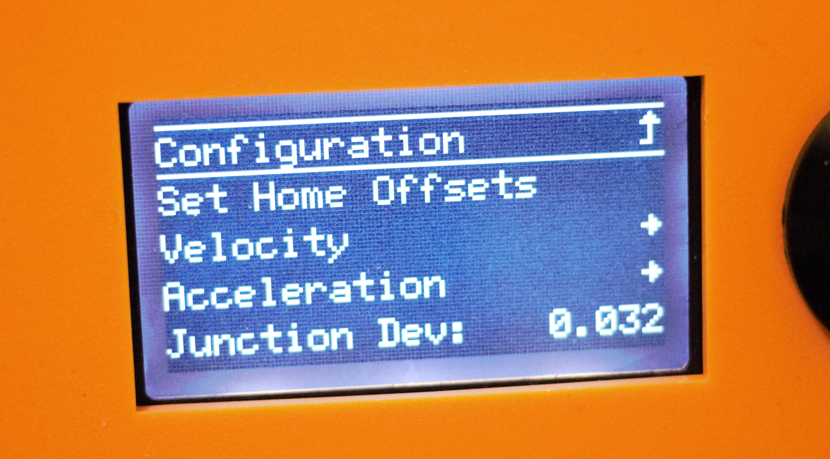 Configuration
Set Home Offsets
Velocity
Acceleration
Junction Dev: 0.032